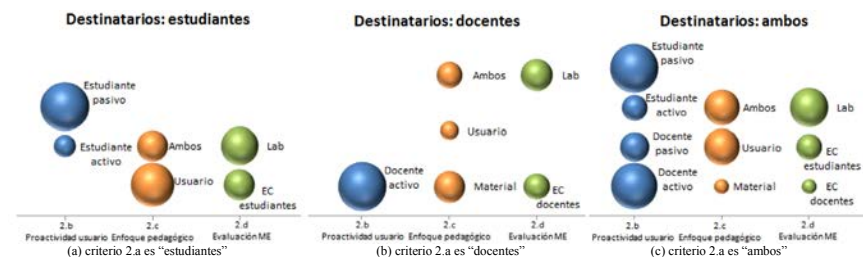 Destinatarios: estudiantes
Estudiante
pasivo
Estudiante
activo
Ambos
Usuario
Lab
EC
estudiantes
2.b
2.c
2.d
Proactividad usuario
Enfoque pedagógico
Evaluación ME
(a) criterio 2.a es “estudiantes”
Destinatarios: docentes
Ambos
Lab
Usuario
Docente
activo
Material
EC
docentes
2.b
2.c
2.d
Proactividad usuario
Enfoque pedagógico
Evaluación ME
(b) criterio 2.a es “docentes”
Destinatarios: ambos
Estudiante
pasivo
Estudiante
activo
Ambos
Lab
Docente
pasivo
Usuario
EC
estudiantes
Docente
activo
Material
EC
docentes
2.b
2.c
2.d
Proactividad usuario
Enfoque pedagógico
Evaluación ME
(c) criterio 2.a es “ambos”